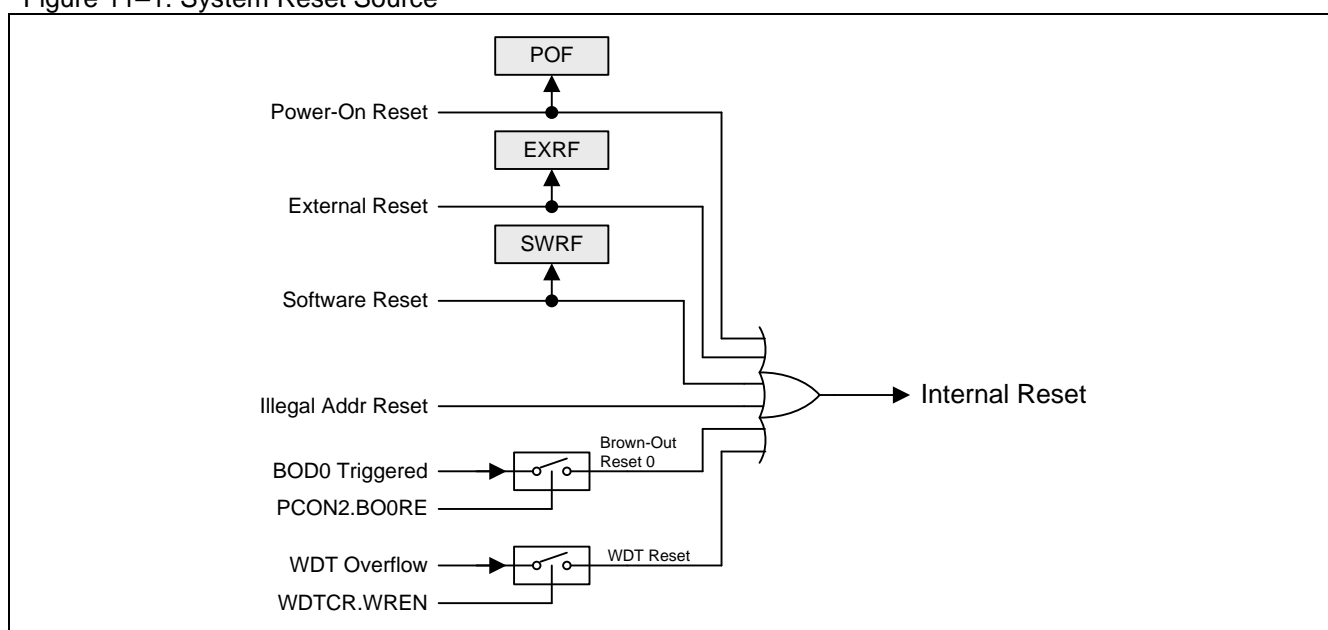 Figure 11–1. System Reset Source
POF
Power-On Reset
EXRF
External Reset
SWRF
Software Reset
Internal Reset
Illegal Addr Reset
Brown-Out
Reset 0
BOD0 Triggered
PCON2.BO0RE
WDT Overflow
WDT Reset
WDTCR.WREN